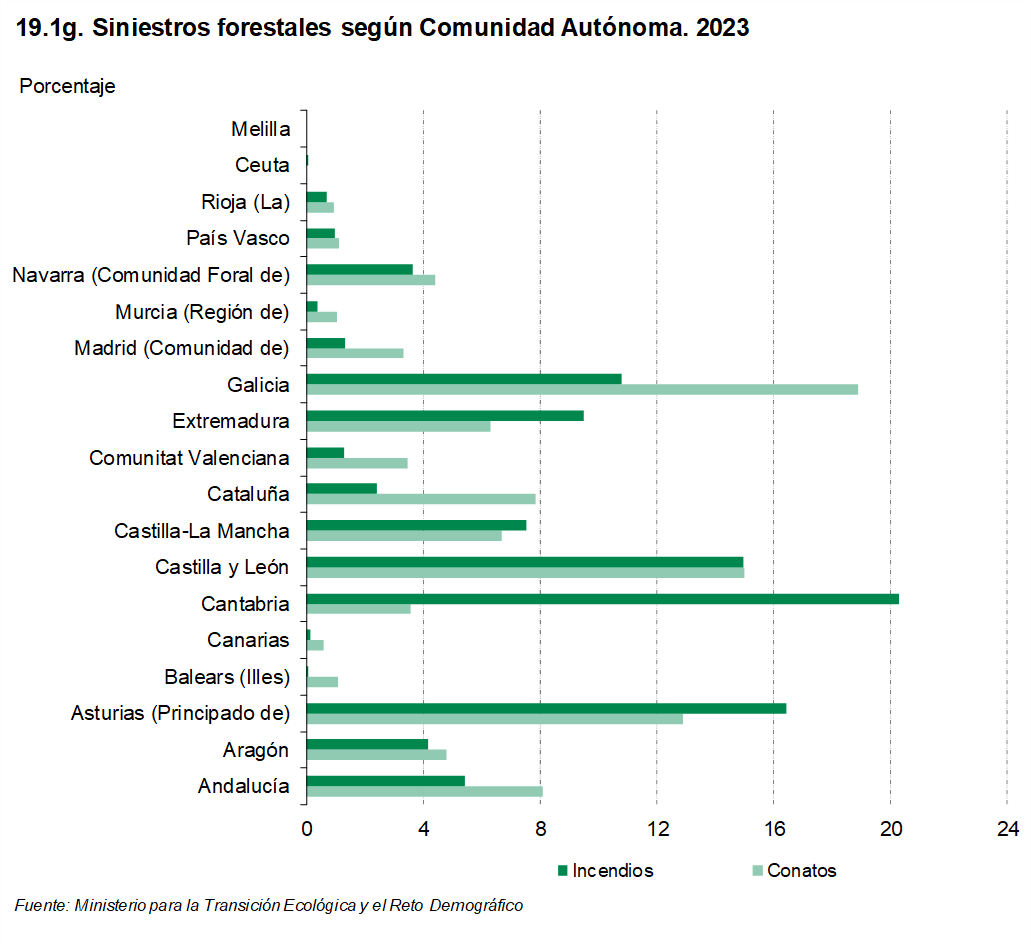 19.1g. Siniestros forestales según Comunidad Autónoma. 2023
Porcentaje
Melilla
Ceuta
Rioja (La)
País Vasco
Navarra (Comunidad Foral de)
Murcia (Región de)
Madrid (Comunidad de)
Galicia
Extremadura
Comunitat Valenciana
Cataluña
Castilla-La Mancha
Castilla y León
Cantabria
Canarias
Balears (Illes)
Asturias (Principado de)
Aragón
Andalucía
0 4 8 12 16 20 24
Incendios Conatos
Fuente: Ministerio para la Transición Ecológica y el Reto Demográfico